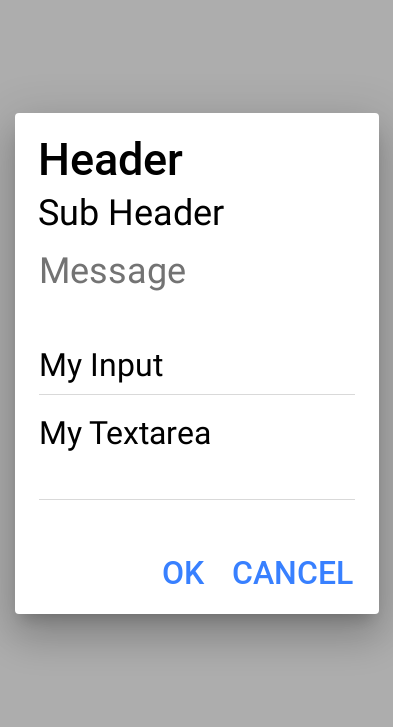 Header
Sub Header
Message
My Input
My Textarea
OK CANCEL